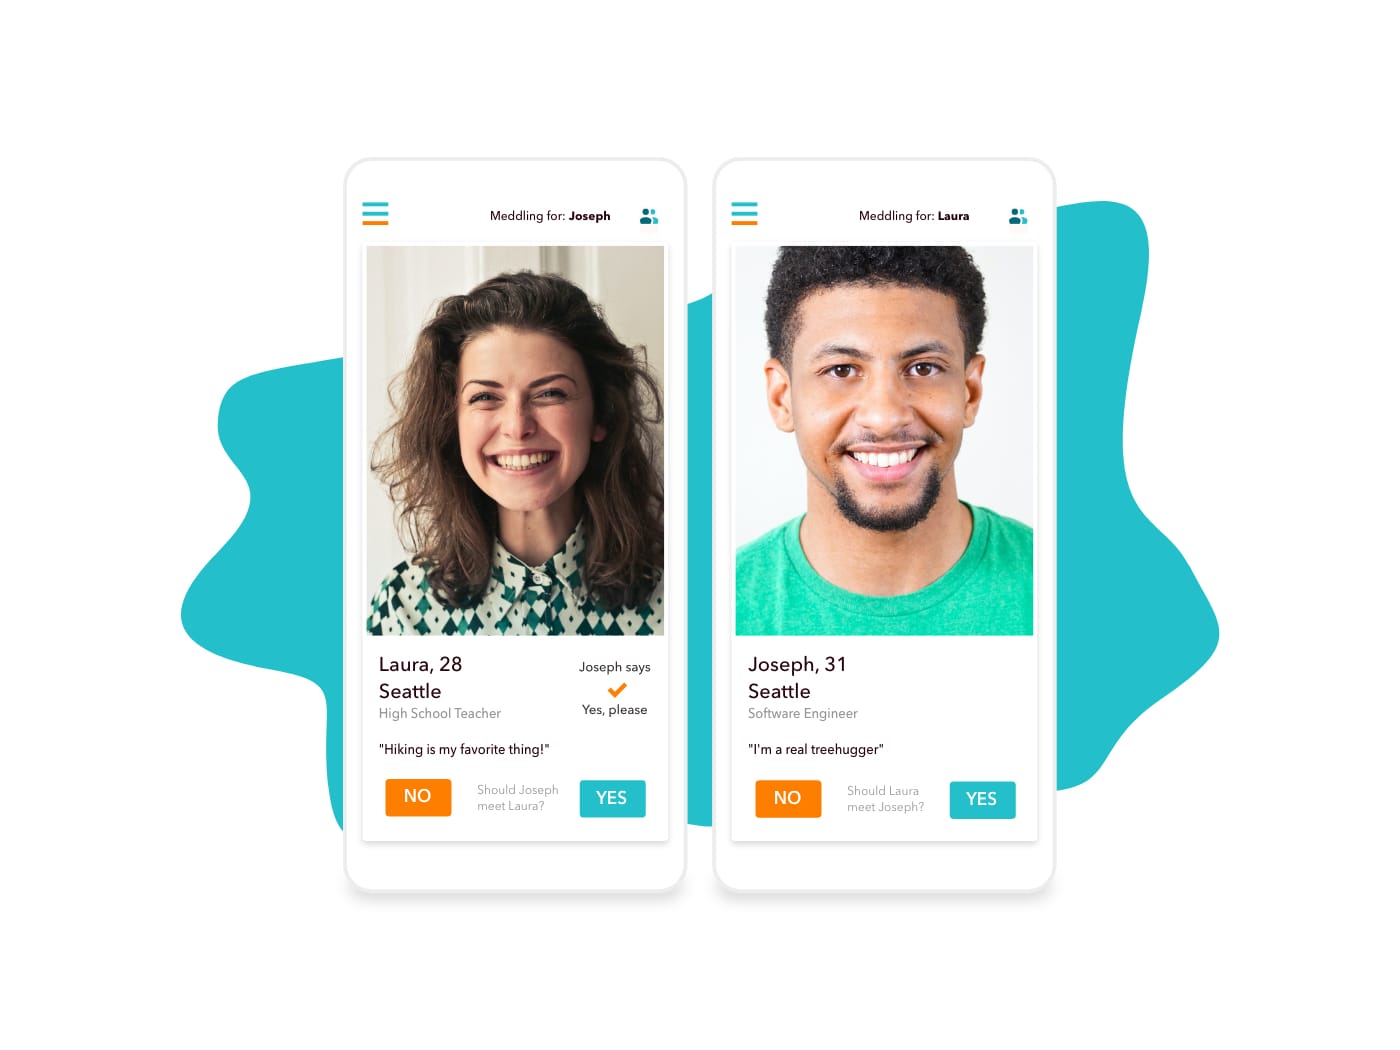 Meddling for: Joseph
Laura, 28
Seattle
High School Teacher
Joseph says
Yes, please
"Hiking is my favorite thing!"
NO
Should Joseph
meet Laura?
YES
Meddling for: Laura
Joseph, 31
Seattle
Software Engineer
"I'm a real treehugger"
NO
Should Laura
meet Joseph?
YES